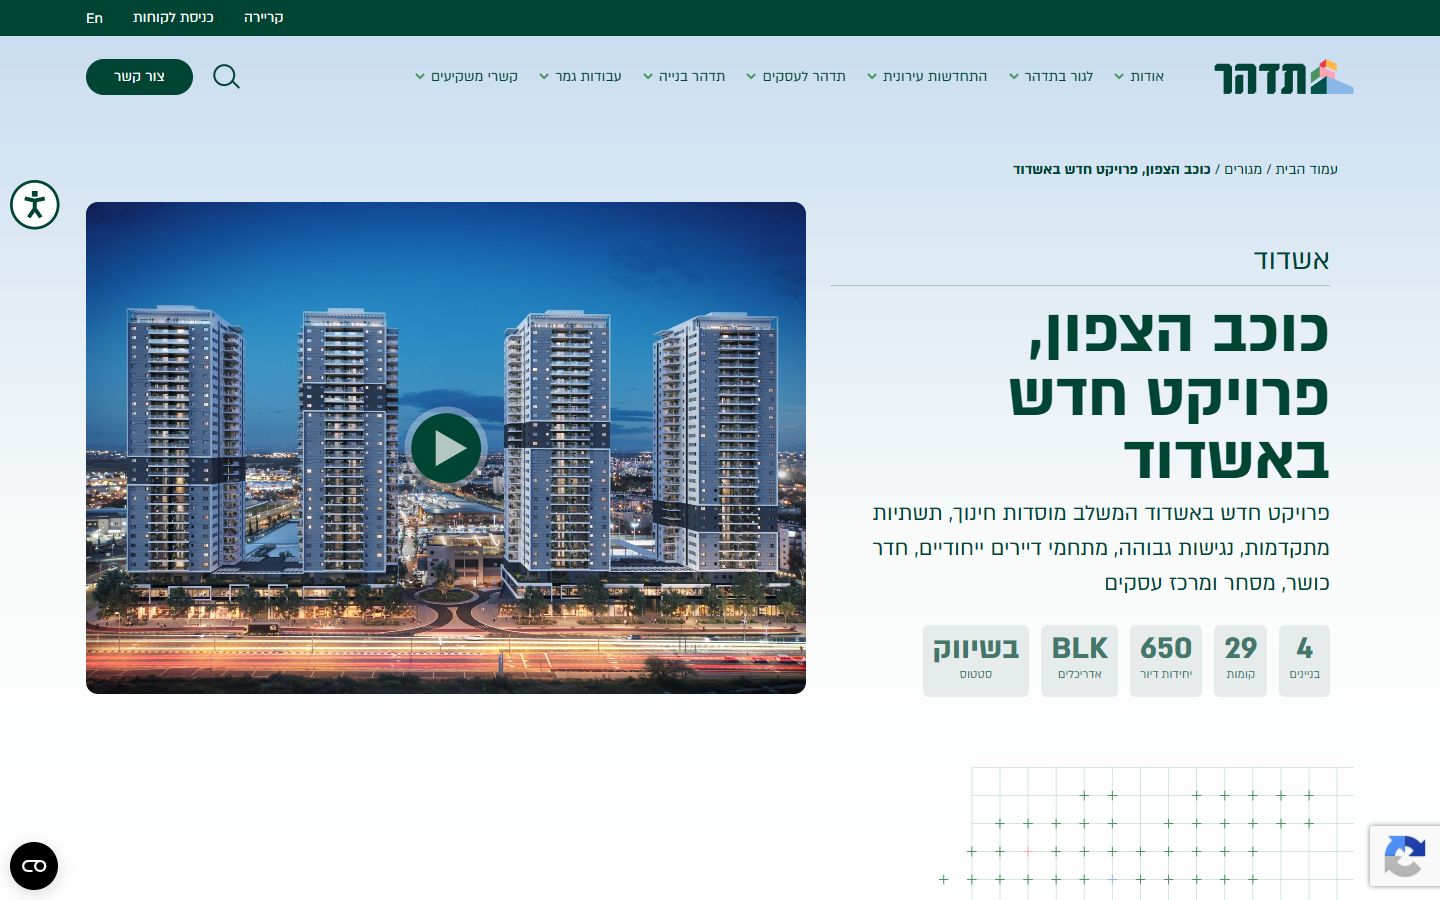 קריירה
כניסת לקוחות
En
תדהר
אודות
לגור בתדהר
התחדשות עירונית
תדהר לעסקים
תדהר בנייה
עבודות גמר
קשרי משקיעים
צור קשר
עמוד הבית / מגורים / כוכב הצפון, פרויקט חדש באשדוד
אשדוד
כוכב הצפון,
פרויקט חדש
באשדוד
פרויקט חדש באשדוד המשלב מוסדות חינוך, תשתיות
מתקדמות, נגישות גבוהה, מתחמי דיירים ייחודיים, חדר
כושר, מסחר ומרכז עסקים
4
בניינים
29
קומות
650
יחידות דיור
BLK
אדריכלים
בשיווק
סטטוס